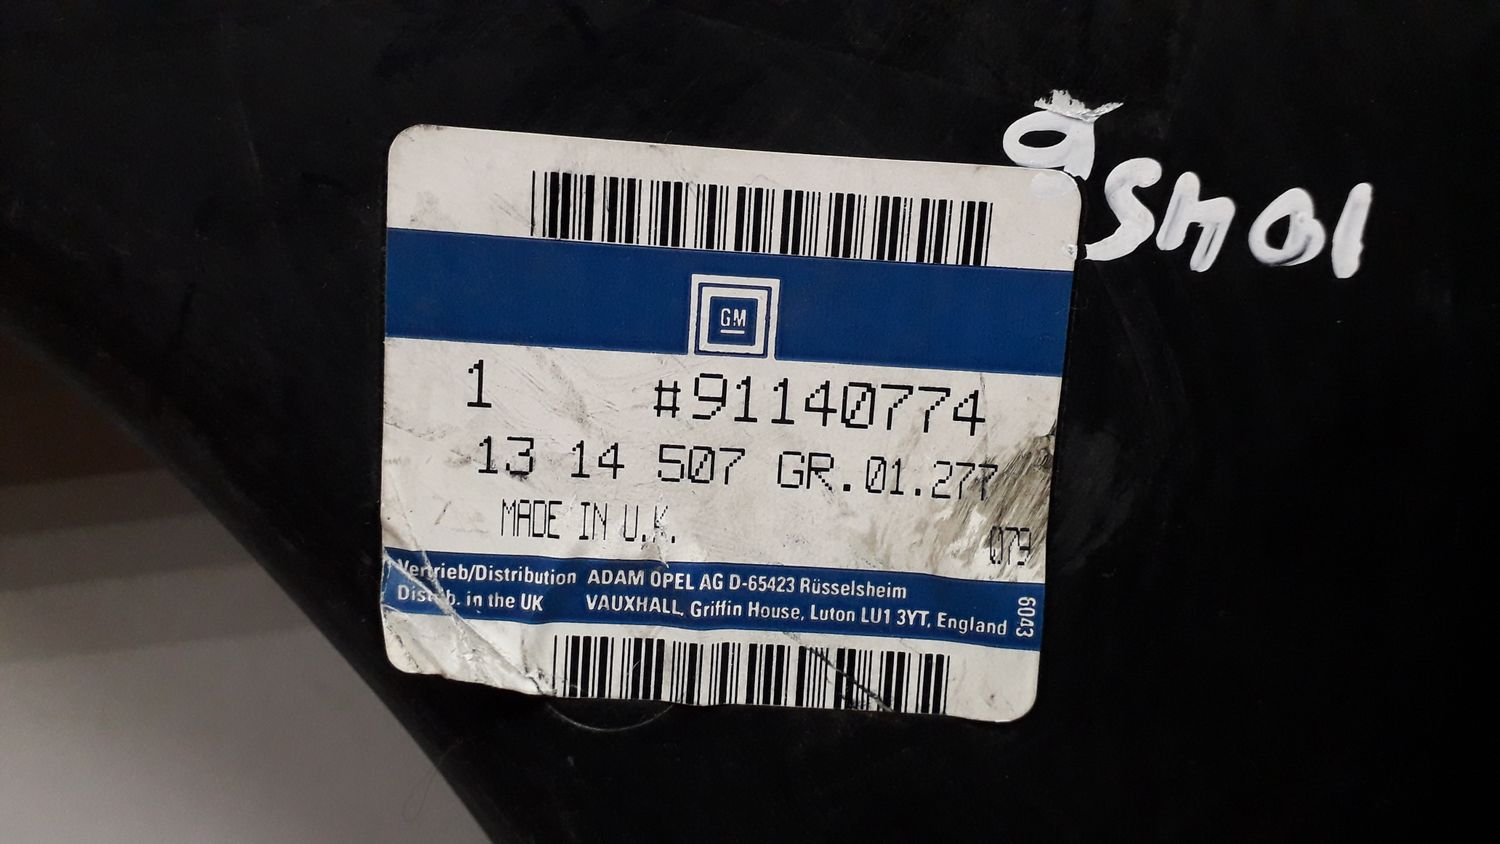 GM
1 #91140774
13 14 507 GR.01.277
MADE IN U.K.
079
Vertrieb/Distribution ADAM OPEL AG D-65423 Rüsselsheim
Distrib. in the UK VAUXHALL, Griffin House, Luton LU1 3YT, England
6043